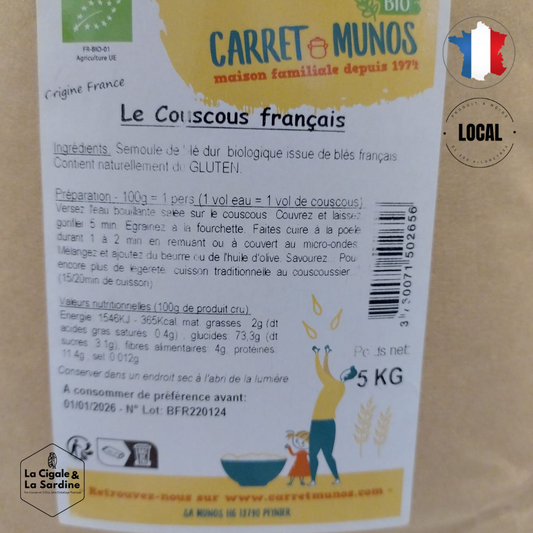 BIO
FR-BIO-01
Agriculture UE
CARRET MUNOS
maison familiale depuis 1974
Origine France
Le Couscous français
Ingrédients: Semoule de blé dur biologique issue de blés français
Contient naturellement du GLUTEN.
Préparation - 100g = 1 pers (1 vol eau = 1 vol de couscous)
Versez l'eau bouillante salée sur le couscous Couvrez et laissez
gonfler 5 min. Egrainez à la fourchette. Faites cuire à la poele
durant 1 à 2 min en remuant ou à couvert au micro-ondes.
Mélangez et ajoutez du beurre ou de l'huile d'olive. Savourez. Pour
encore plus de légereté cuisson traditionnelle au couscoussier
(15/20min de cuisson)
Valeurs nutritionnelles (100g de produit cru)
Energie 1546KJ - 365Kcal, mat grasses 2g (dt
acides gras saturés 0.4g), glucides 73,3g (dt
sucres 3.1g), fibres alimentaires 4g, protéines
11.4g, sel 0.012g
Conserver dans un endroit sec à l'abri de la lumière
A consommer de préférence avant:
01/01/2026 - N° Lot: BFR220124
Poids net:
5 KG
LOCAL
La Cigale &
La Sardine
Retrouvez-nous sur www.carretmunos.com
SA MUNOS HG 13790 PEYNIER